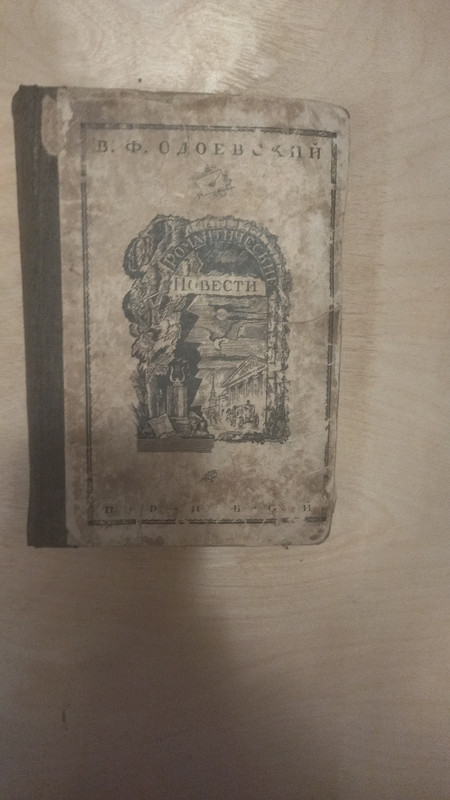 В. Ф. ОДОЕВСКИЙ
РОМАНТИЧЕСКИЕ
ПОВЕСТИ
П·Р·И·Б·О·Й